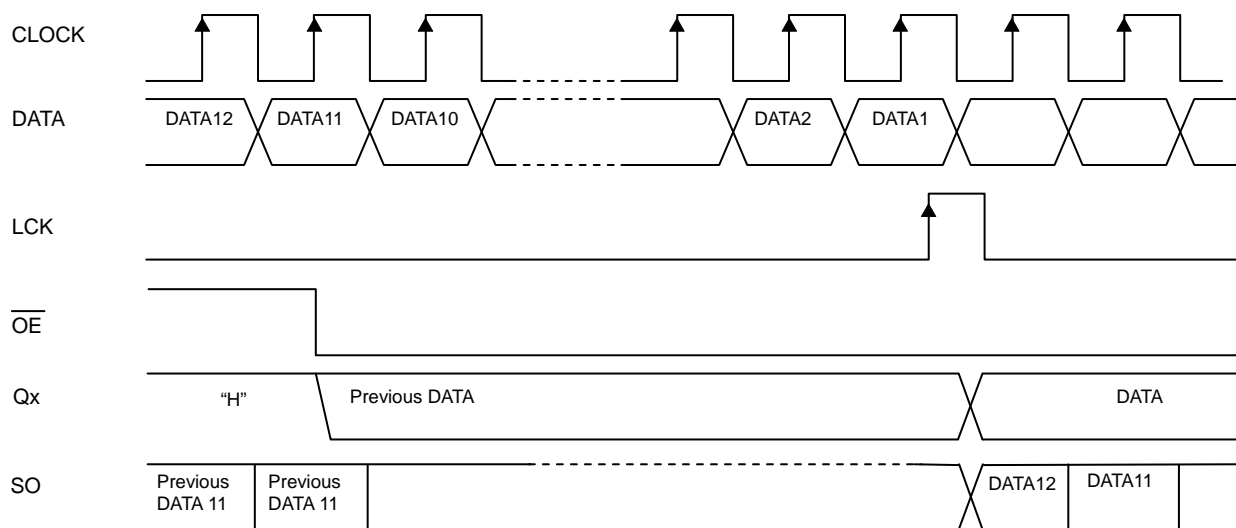 CLOCK
DATA
DATA12 DATA11 DATA10 DATA2 DATA1
LCK
OE
Qx
“H” Previous DATA DATA
SO
Previous DATA 11
Previous DATA 11
DATA12 DATA11